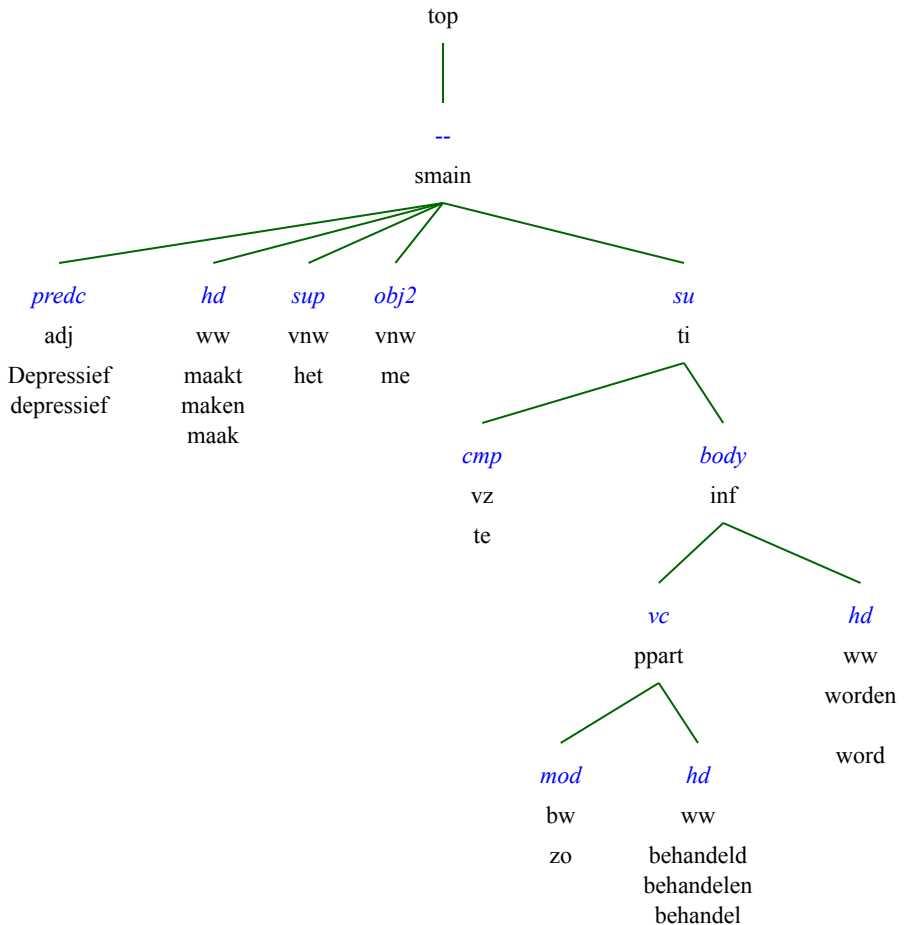 top
--
smain
predc hd sup obj2 su
adj ww vnw vnw ti
Depressief maakt het me
depressief maken
maak
cmp body
vz inf
te
vc hd
ppart ww
worden
word
mod hd
bw ww
zo behandeld
behandelen
behandel